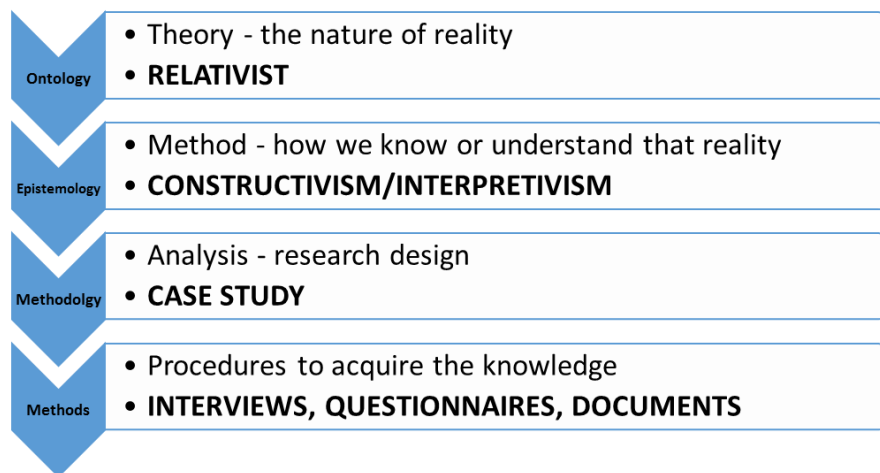 Ontology
• Theory - the nature of reality
• RELATIVIST
Epistemology
• Method - how we know or understand that reality
• CONSTRUCTIVISM/INTERPRETIVISM
Methodolgy
• Analysis - research design
• CASE STUDY
Methods
• Procedures to acquire the knowledge
• INTERVIEWS, QUESTIONNAIRES, DOCUMENTS